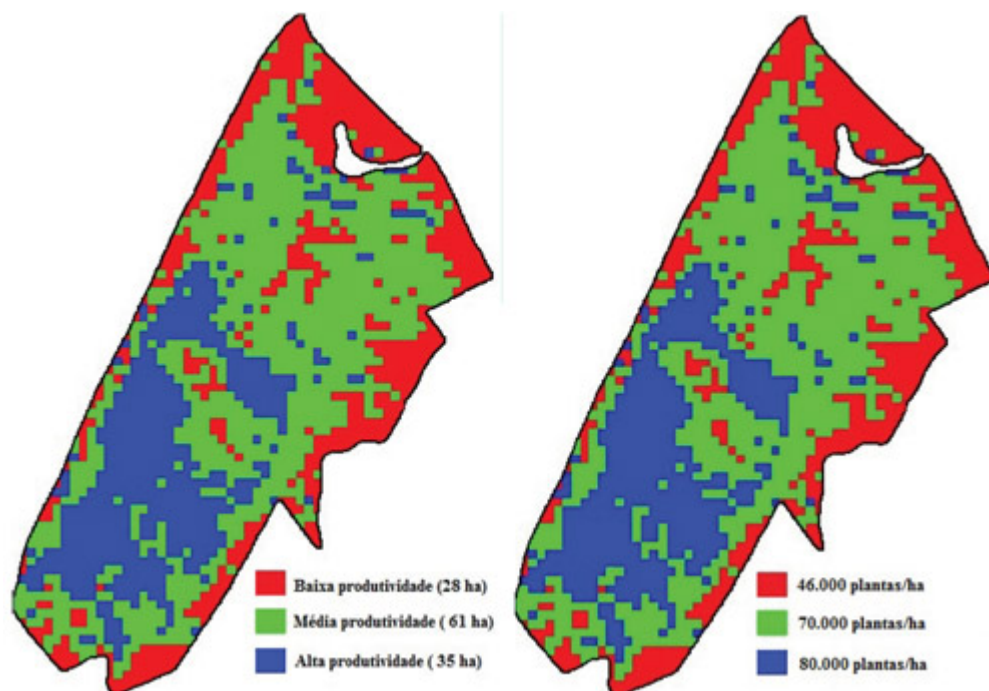 Baixa produtividade (28 ha)
Média produtividade ( 61 ha)
Alta produtividade ( 35 ha)
46.000 plantas/ha
70.000 plantas/ha
80.000 plantas/ha